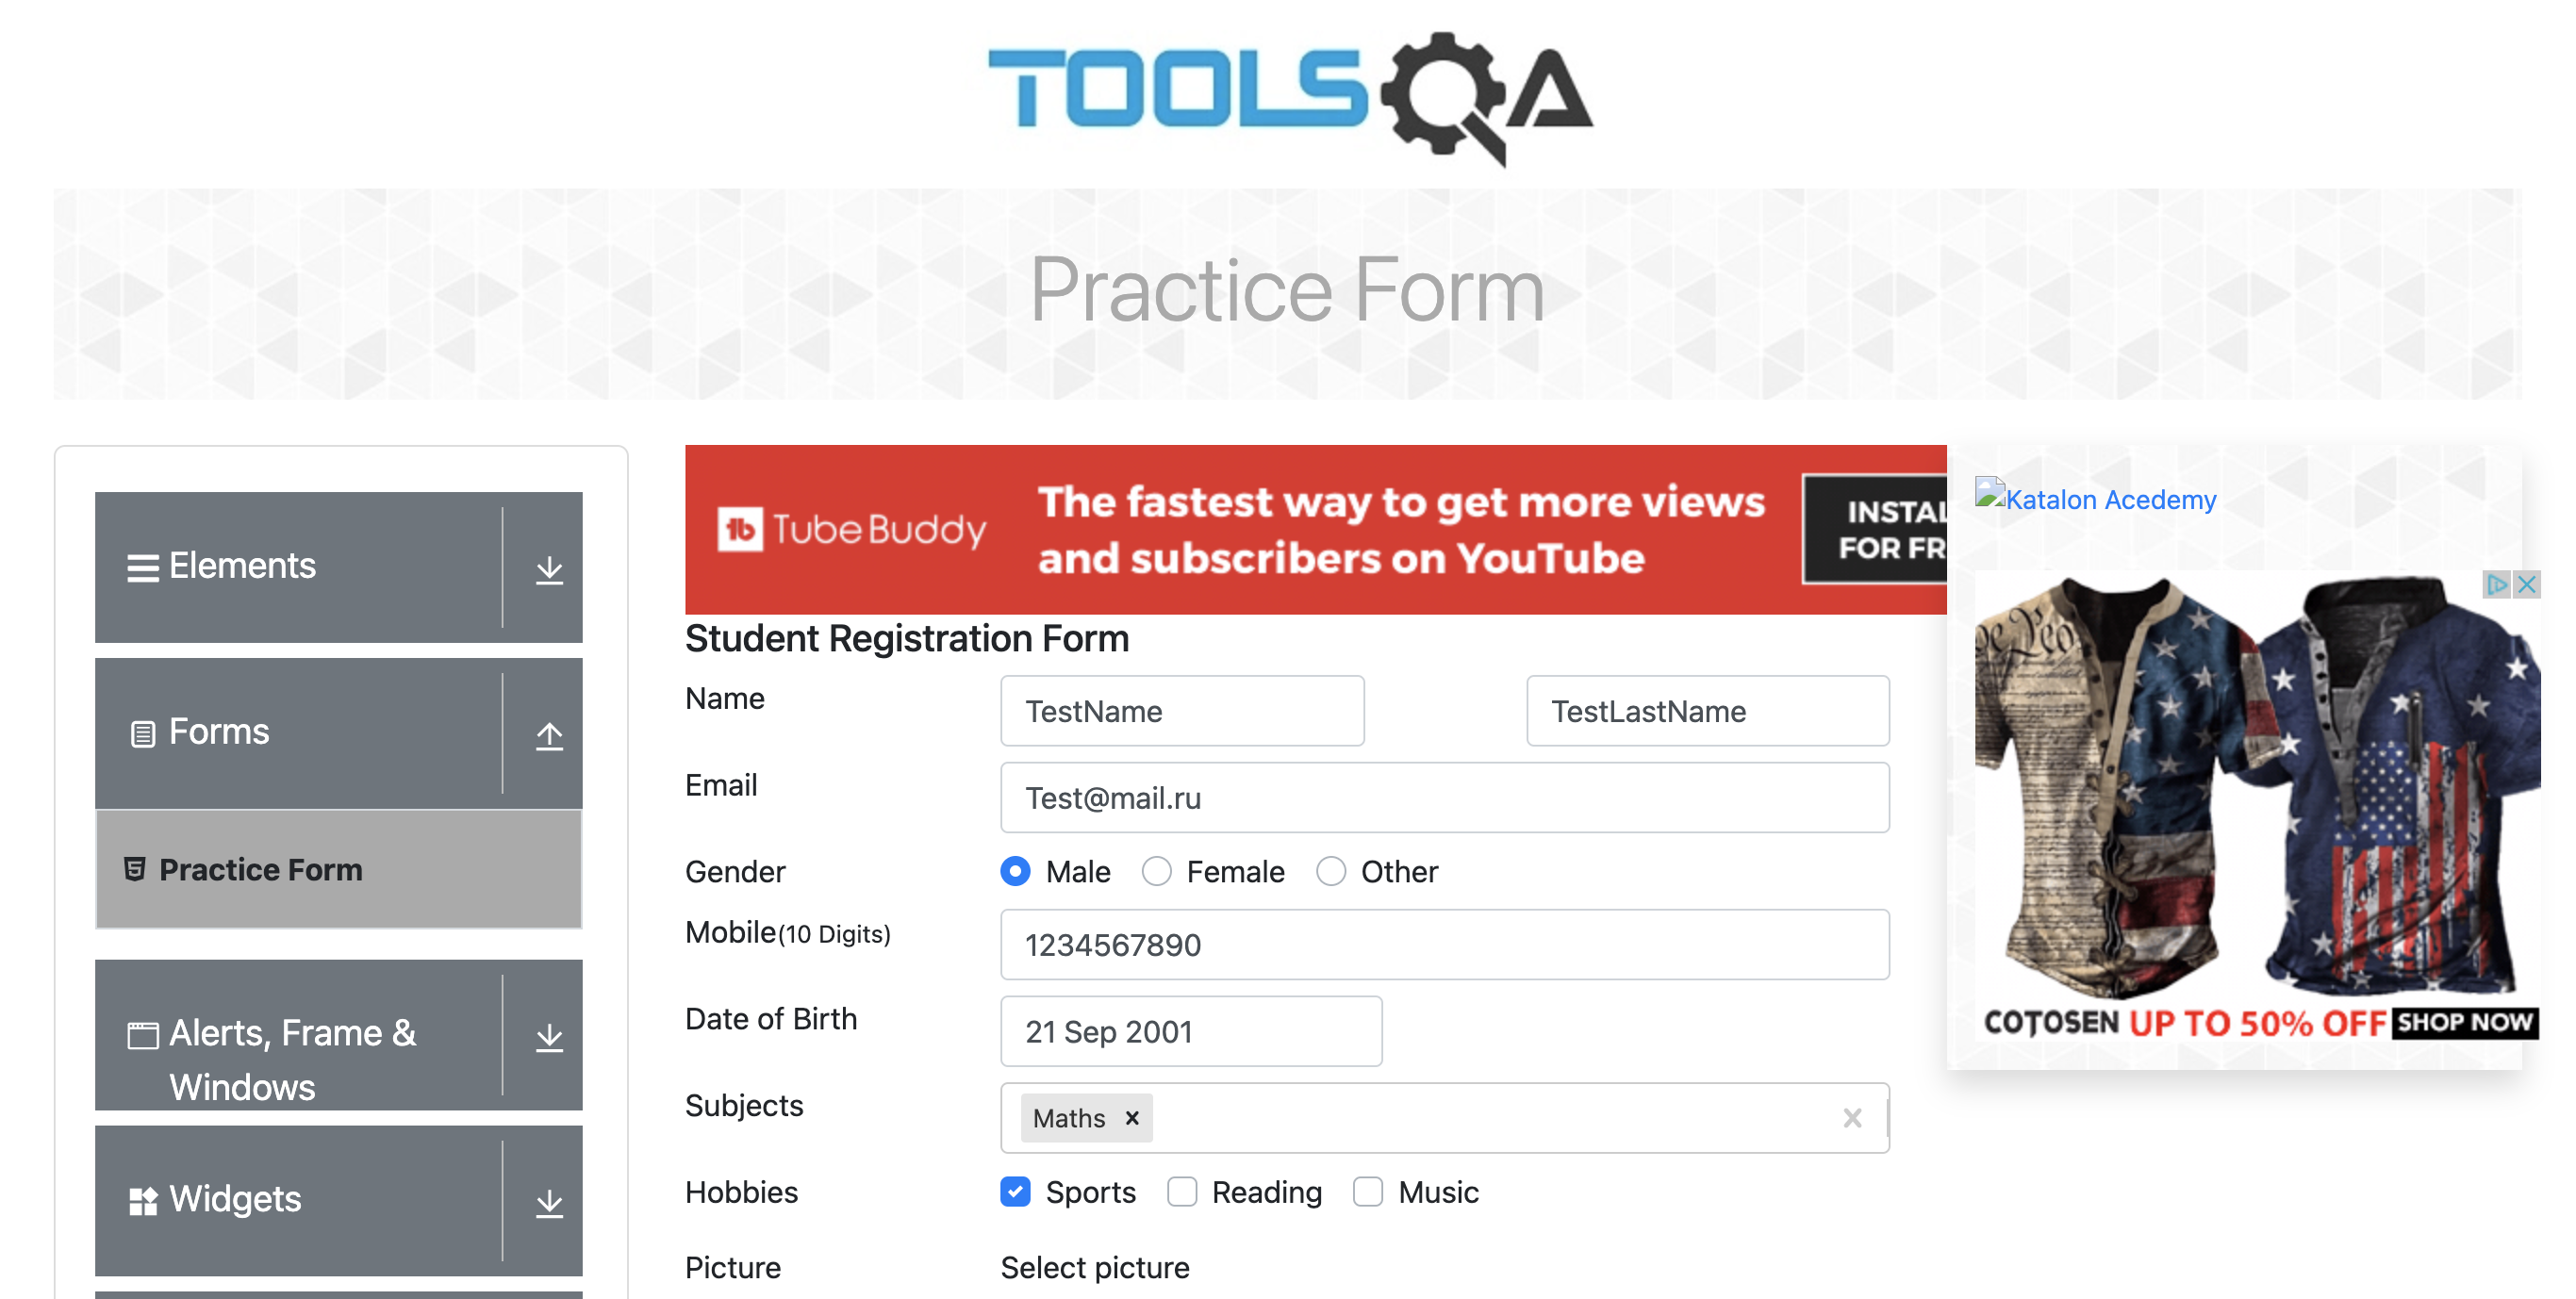 TOOLSQA
Practice Form
Elements
Forms
Practice Form
Alerts, Frame &
Windows
Widgets
TubeBuddy
The fastest way to get more views
and subscribers on YouTube
INSTAL
FOR FR
Student Registration Form
Name
TestName
TestLastName
Email
Test@mail.ru
Gender
Male
Female
Other
Mobile(10 Digits)
1234567890
Date of Birth
21 Sep 2001
Subjects
Maths
Hobbies
Sports
Reading
Music
Picture
Select picture
Katalon Acedemy
COTOSEN UP TO 50% OFF SHOP NOW